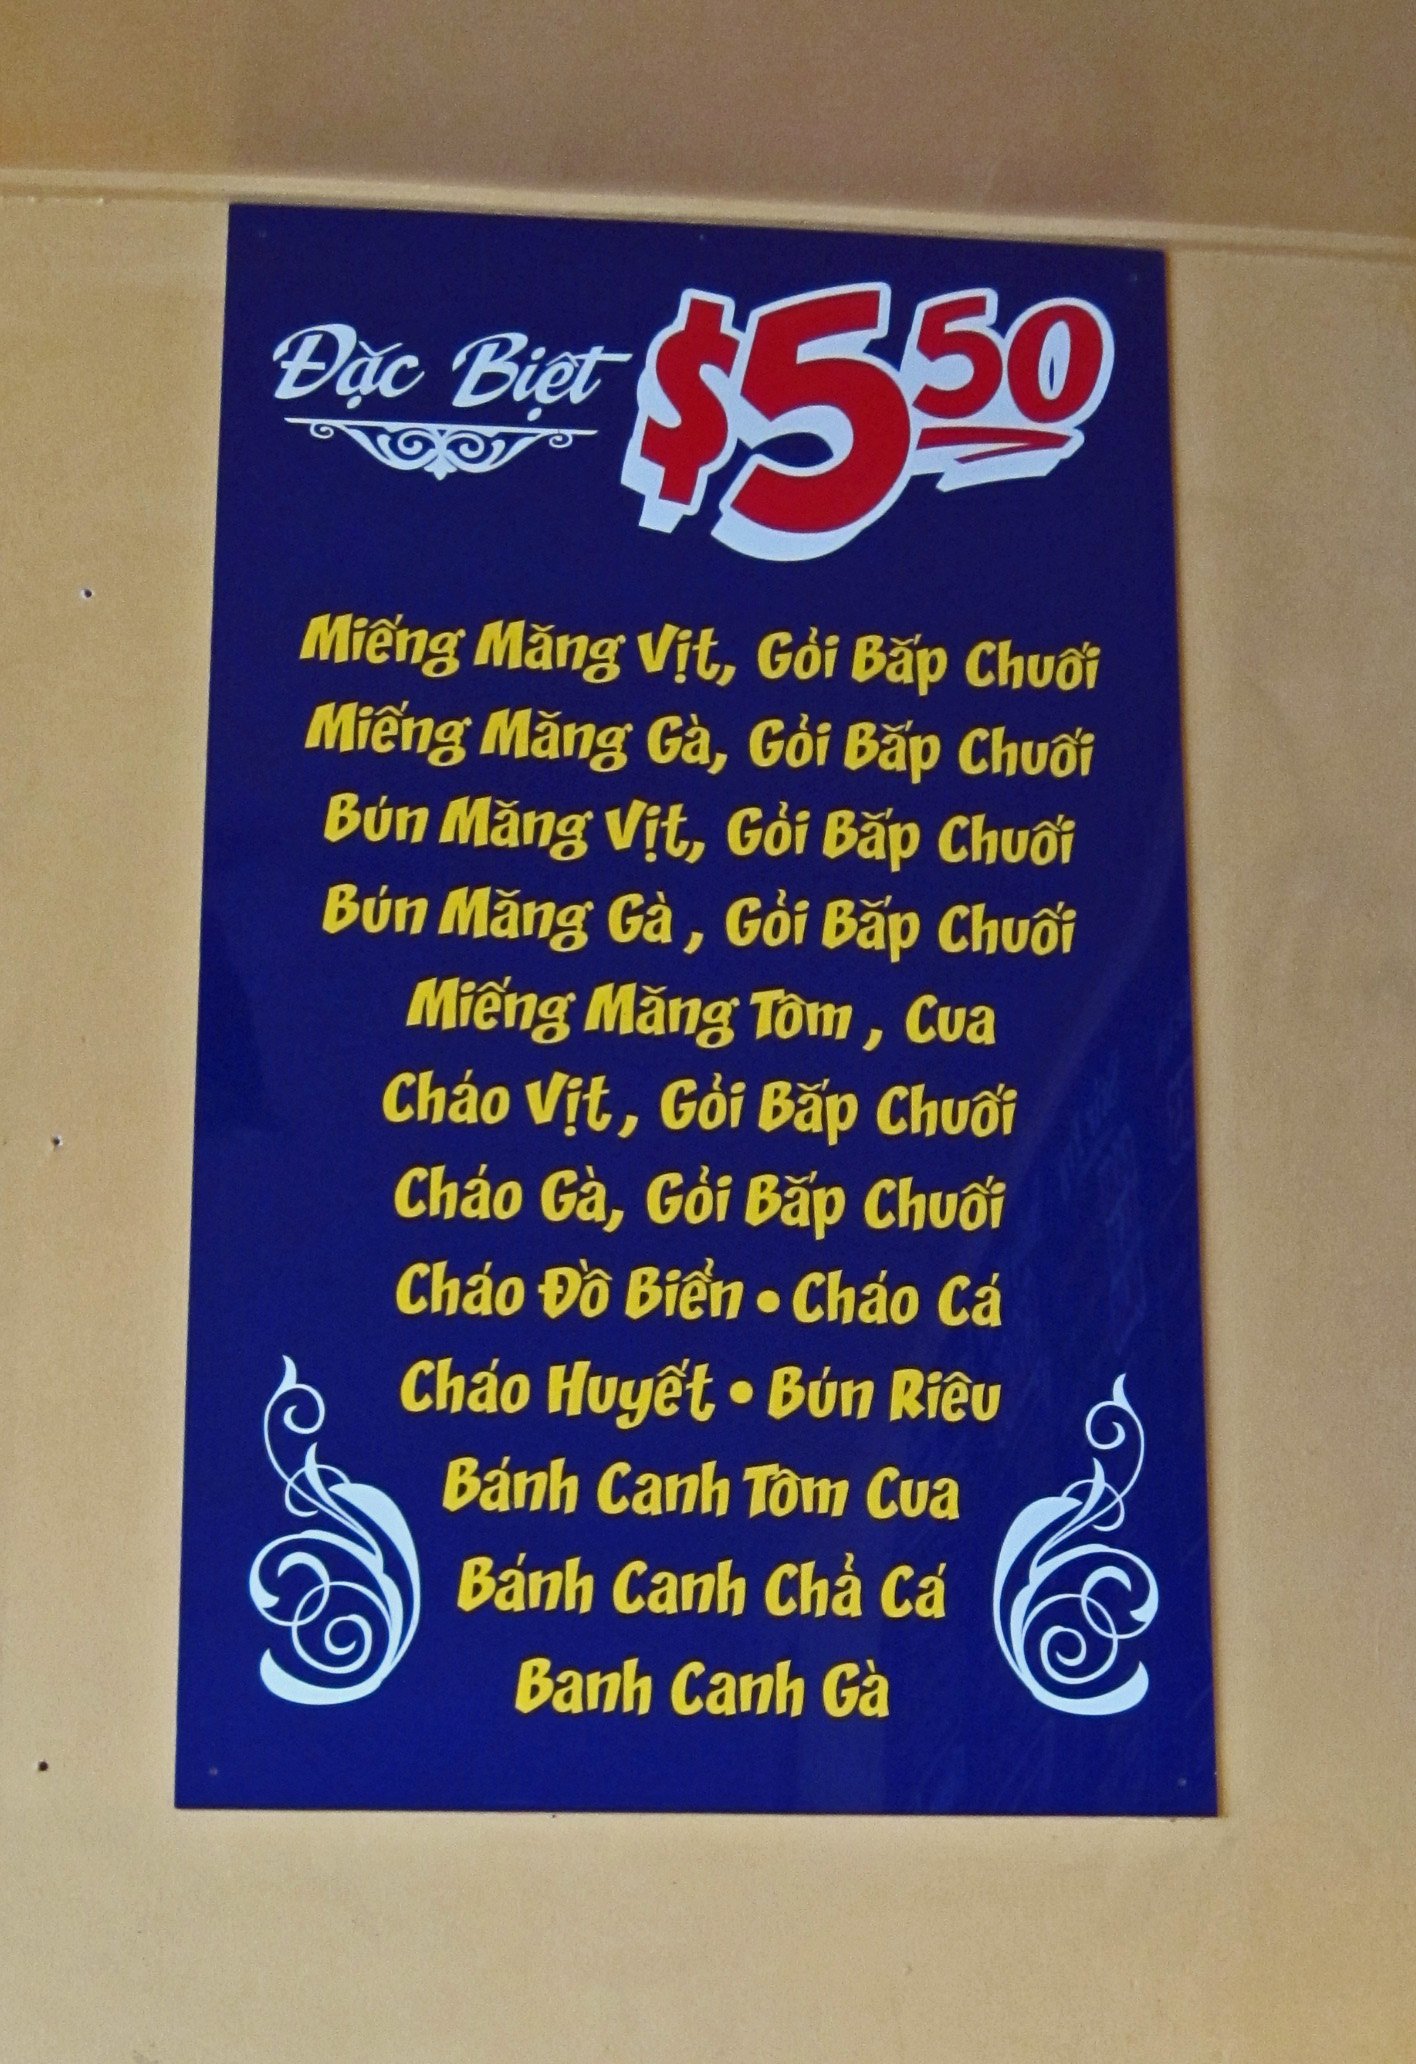 Đặc Biệt $5.50
Miếng Măng Vịt, Gỏi Bắp Chuối
Miếng Măng Gà, Gỏi Bắp Chuối
Bún Măng Vịt, Gỏi Bắp Chuối
Bún Măng Gà , Gỏi Bắp Chuối
Miếng Măng Tôm , Cua
Cháo Vịt , Gỏi Bắp Chuối
Cháo Gà, Gỏi Bắp Chuối
Cháo Đồ Biển • Cháo Cá
Cháo Huyết • Bún Riêu
Bánh Canh Tôm Cua
Bánh Canh Chả Cá
Banh Canh Gà